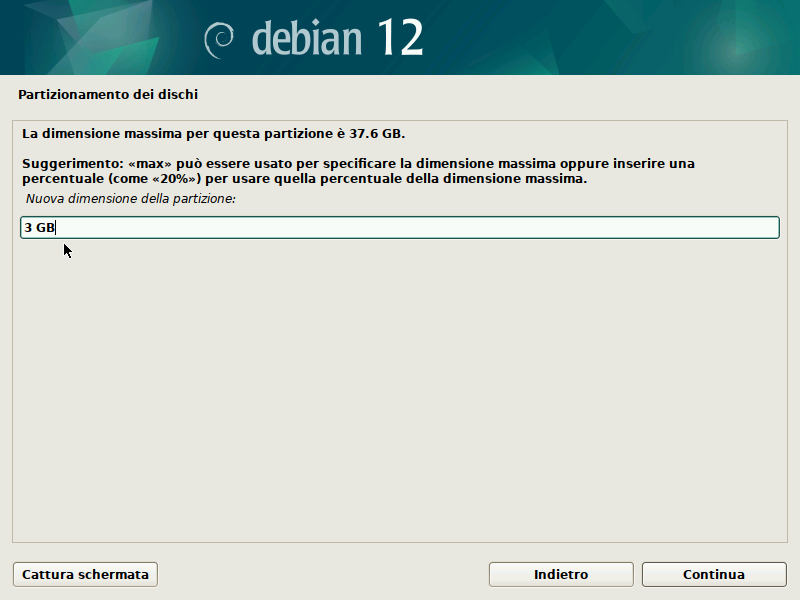 debian 12
Partizionamento dei dischi
La dimensione massima per questa partizione è 37.6 GB.
Suggerimento: «max» può essere usato per specificare la dimensione massima oppure inserire una
percentuale (come «20%») per usare quella percentuale della dimensione massima.
Nuova dimensione della partizione:
3 GB
Cattura schermata
Indietro
Continua